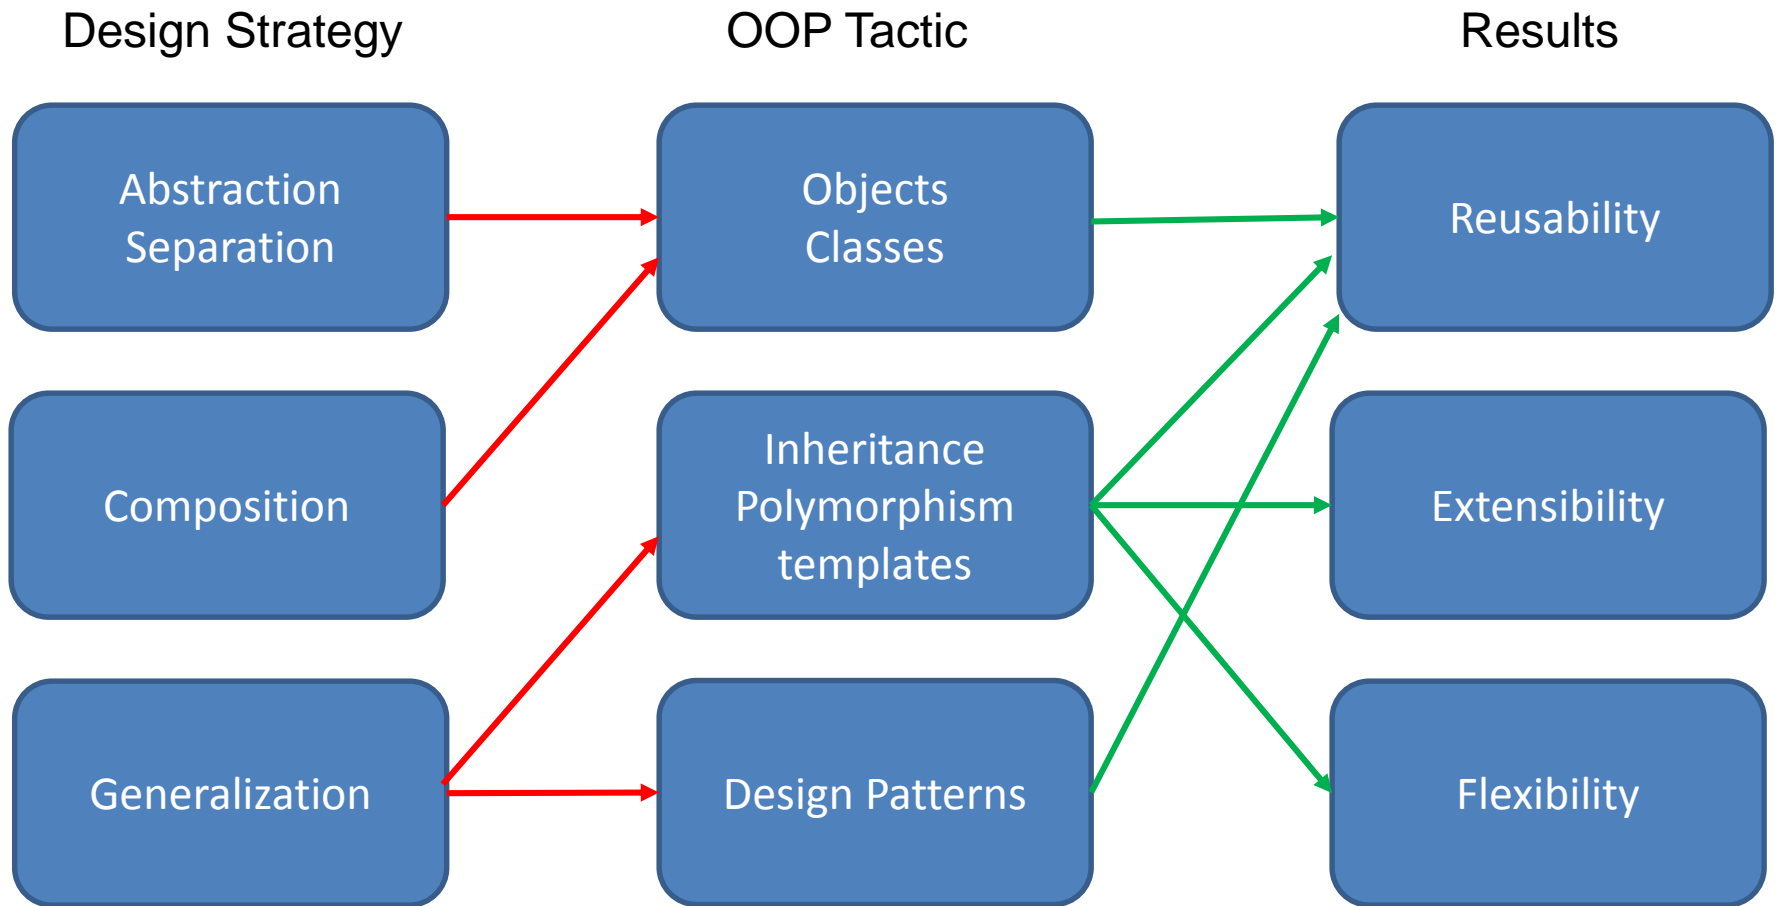 Design Strategy
OOP Tactic
Results
Abstraction
Separation
Objects
Classes
Reusability
Composition
Inheritance
Polymorphism
templates
Extensibility
Generalization
Design Patterns
Flexibility